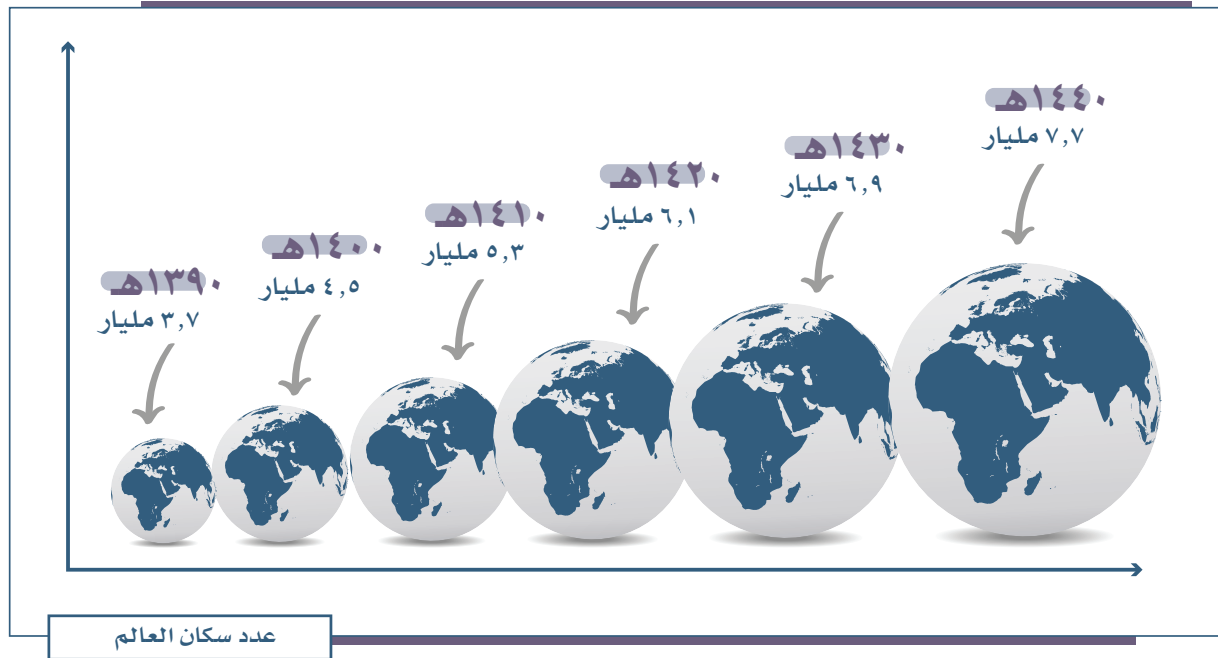 ١٣٩٠هـ
٣,٧ مليار
١٤٠٠هـ
٤,٥ مليار
١٤١٠هـ
٥,٣ مليار
١٤٢٠هـ
٦,١ مليار
١٤٣٠هـ
٦,٩ مليار
١٤٤٠هـ
٧,٧ مليار
عدد سكان العالم